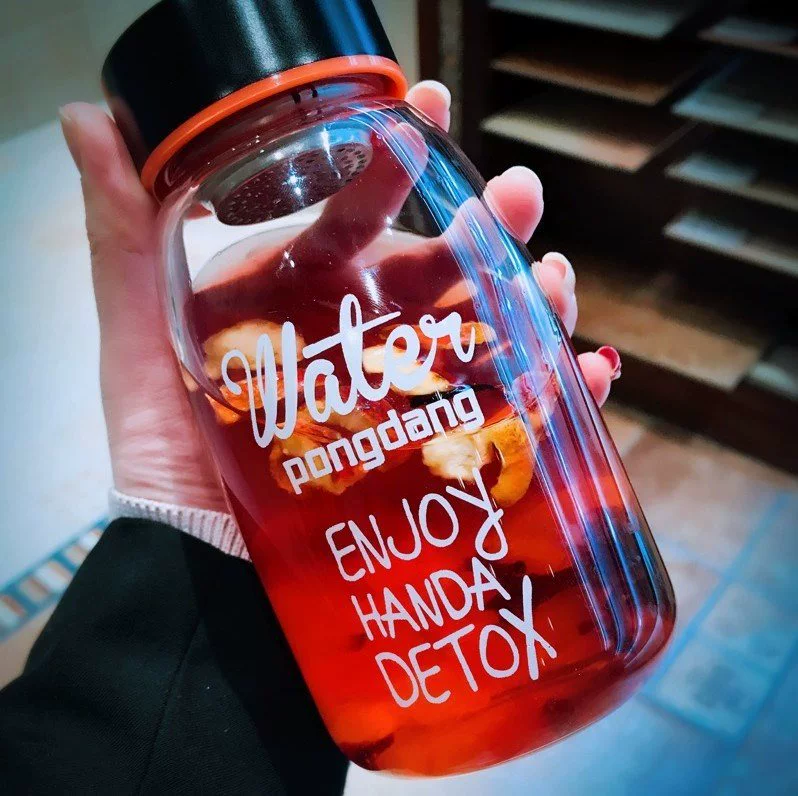 Water
pongdang
ENJOY
HANDA
DETOX